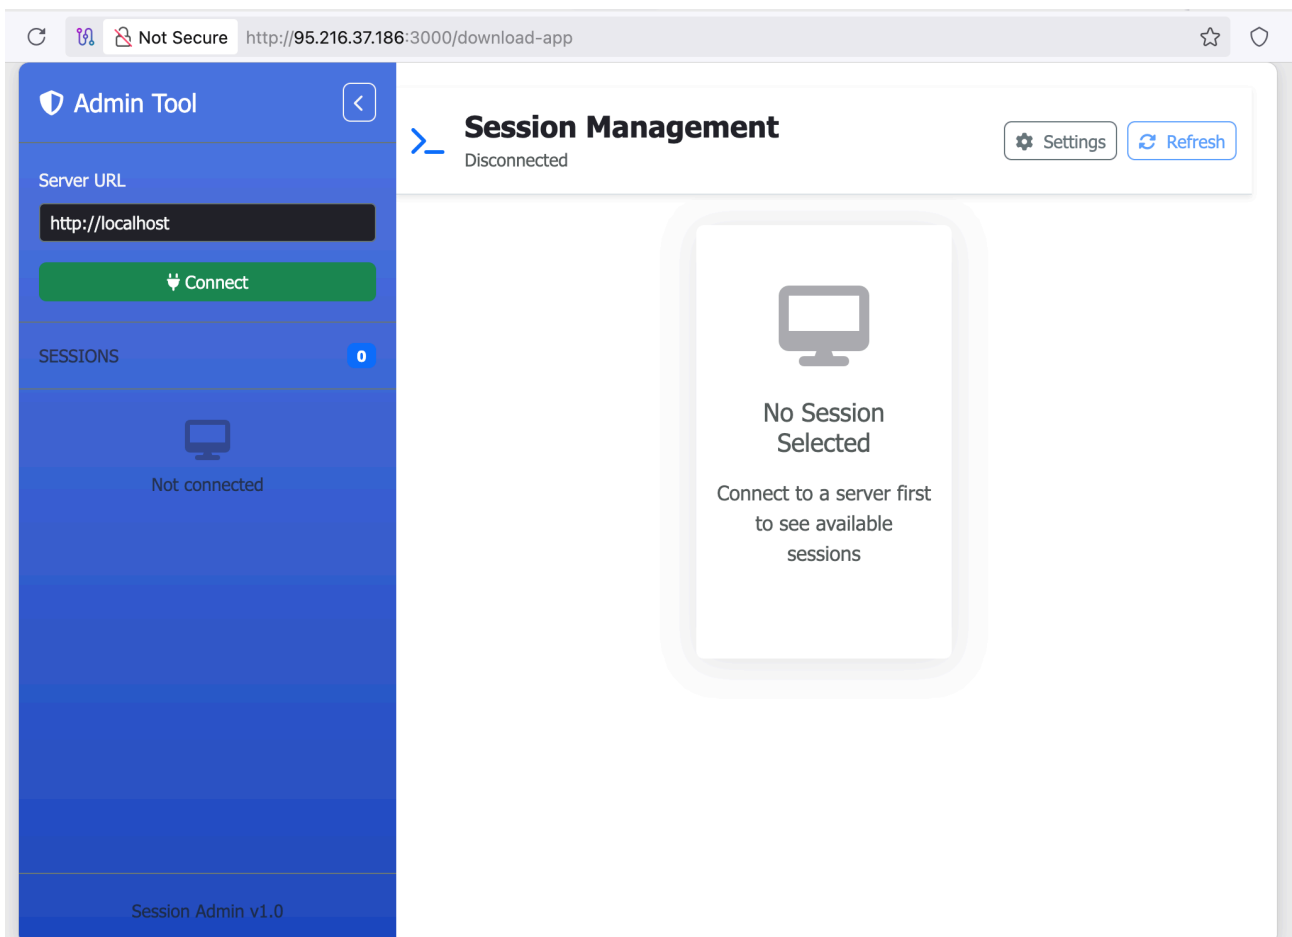 Not Secure http://95.216.37.186:3000/download-app
Admin Tool
Server URL
http://localhost
Connect
SESSIONS 0
Not connected
Session Admin v1.0
Session Management
Disconnected
Settings
Refresh
No Session
Selected
Connect to a server first
to see available
sessions